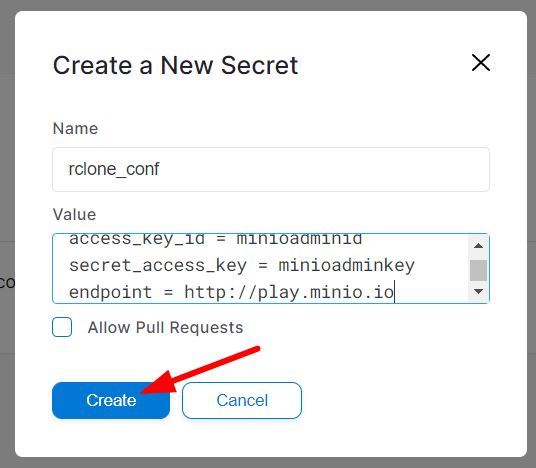 Create a New Secret
Name
rclone_conf
Value
access_key_id = minioadminid
secret_access_key = minioadminkey
endpoint = http://play.minio.io
co
Allow Pull Requests
Create
Cancel